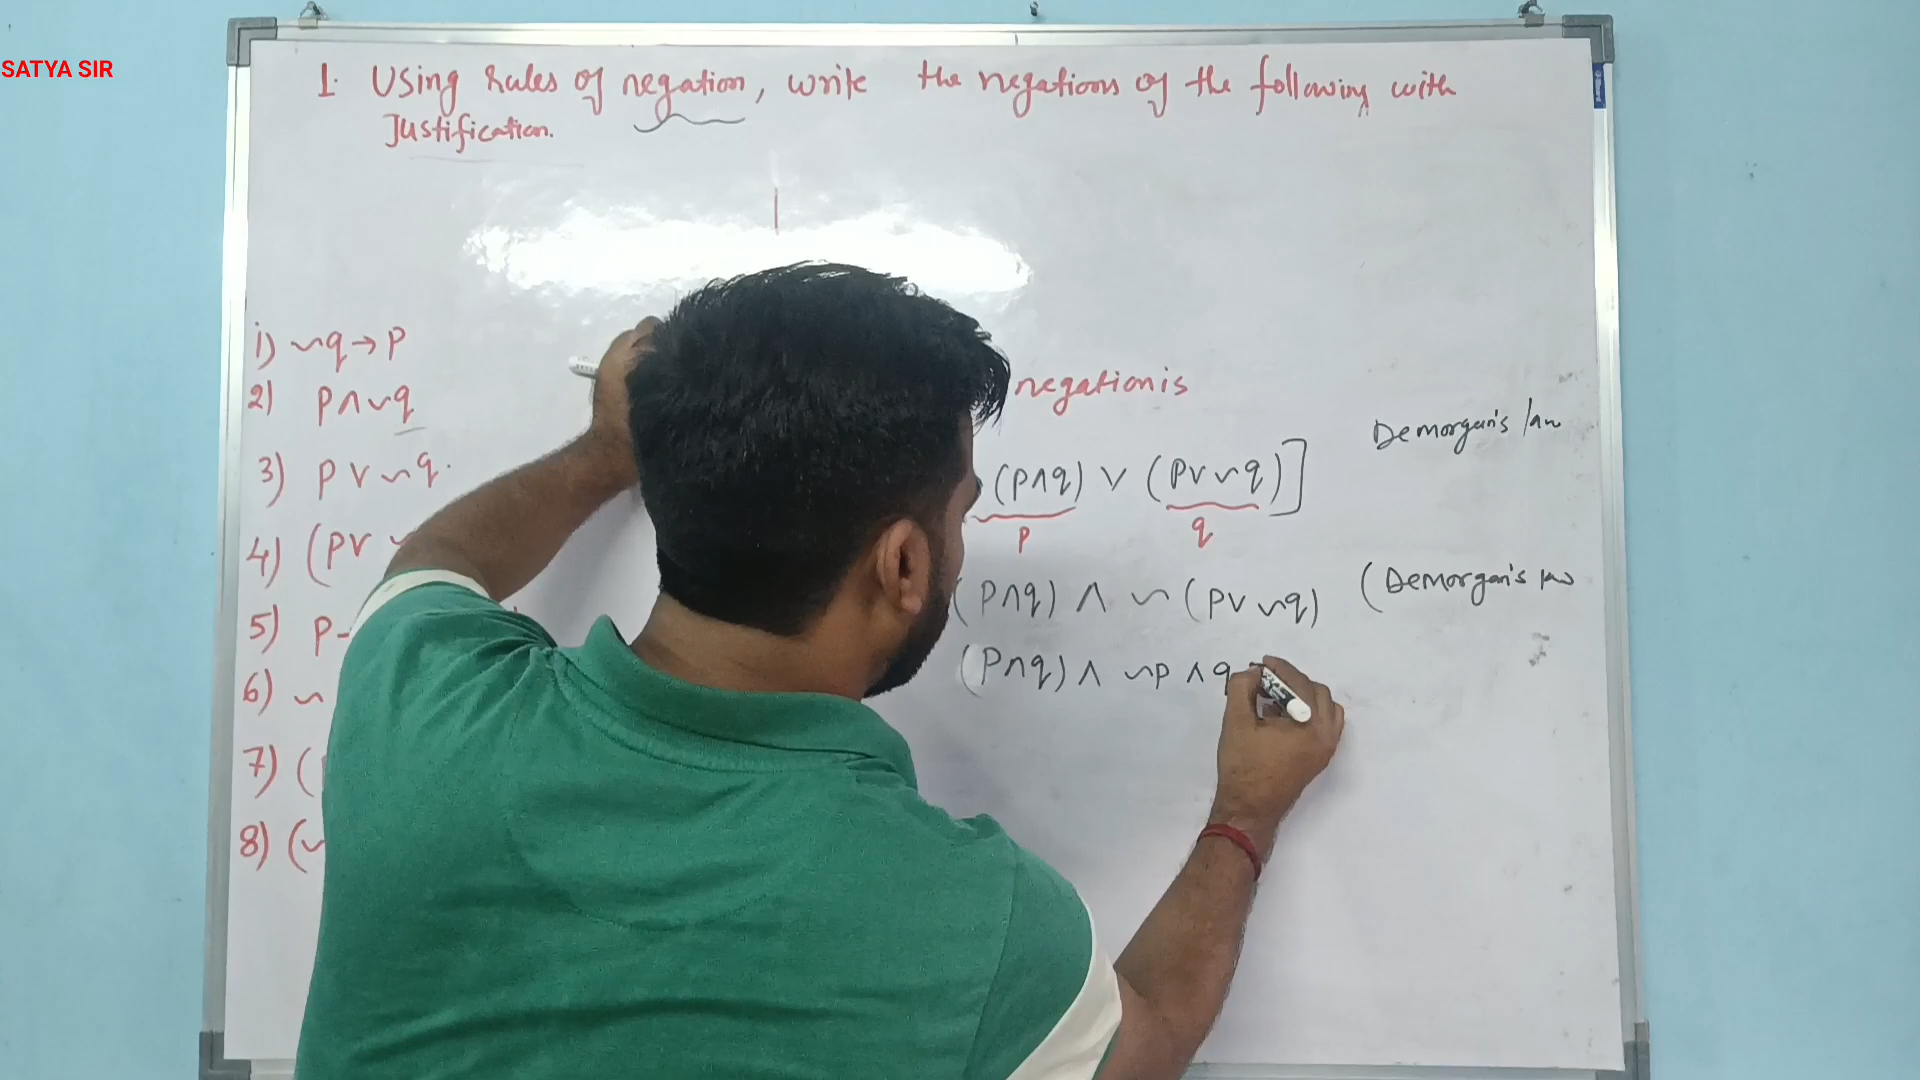 SATYA SIR
1. Using rules of negation, write the negations of the following with
Justification.
i) ~q→p
2) p∧~q
3) p∨~q.
4) (p∨
5) p-
6) ~
7) (
8) (~
negation is
Demorgan's law
(p∧q) ∨ (p∨~q)]
p q
(p∧q) ∧ ~(p∨~q) (Demorgan's law
(p∧q) ∧ ~p ∧ q